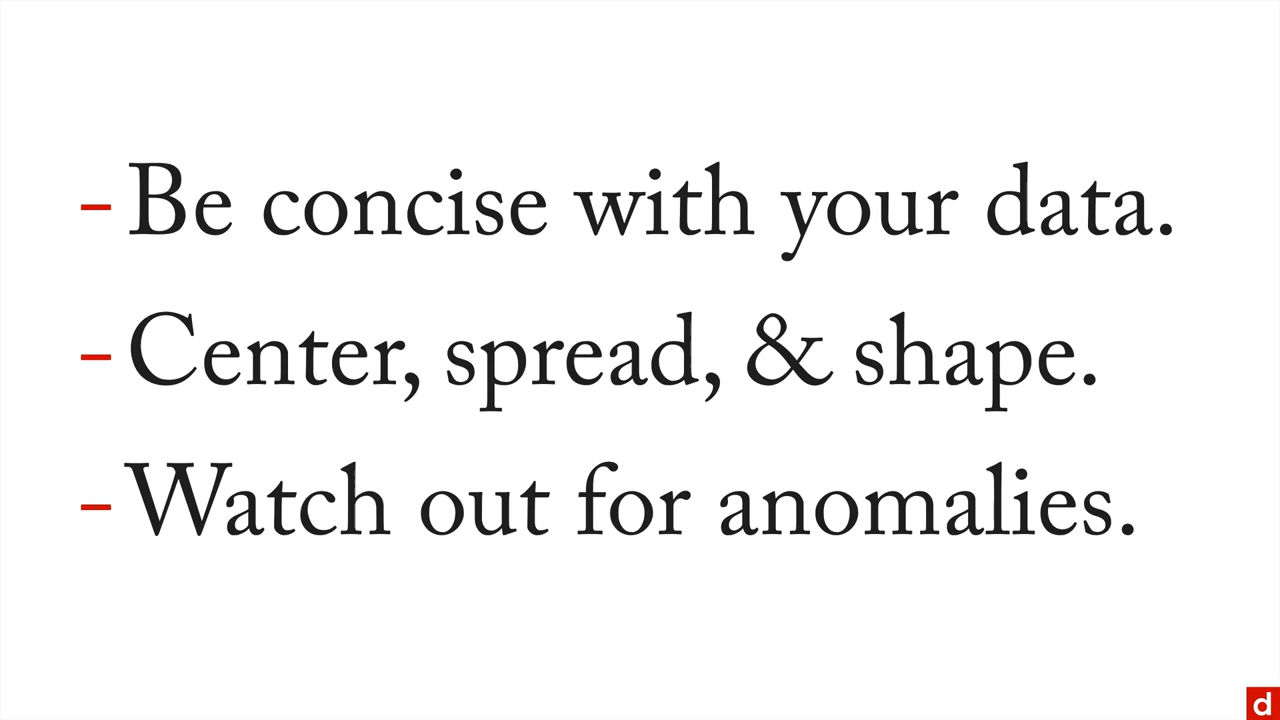 - Be concise with your data.
- Center, spread, & shape.
- Watch out for anomalies.
d